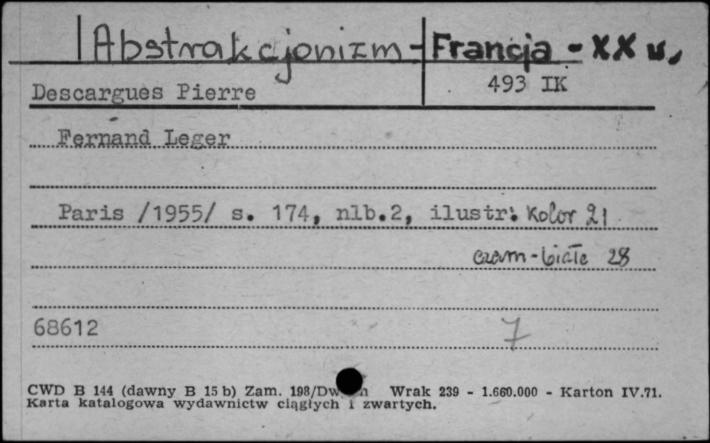 Abstrakcjonizm - Francja - XX w.
Descargues Pierre
493 IK
Fernand Leger
Paris /1955/ s. 174, nlb.2, ilustr: kolor 21
czarn-białe 28
68612
7
CWD B 144 (dawny B 15 b) Zam. 198/ Wrak 239 - 1.660.000 - Karton IV.71.
Karta katalogowa wydawnictw ciągłych i zwartych.